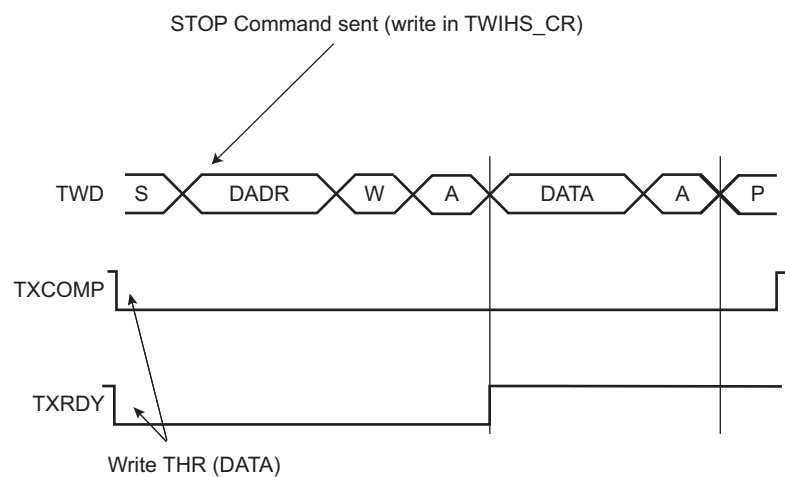 STOP Command sent (write in TWIHS_CR)
TWD S DADR W A DATA A P
TXCOMP
TXRDY
Write THR (DATA)